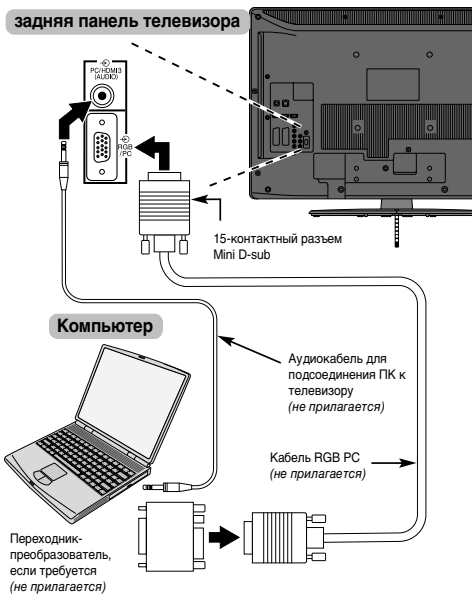 задняя панель телевизора
PC/HDMI3
(AUDIO)
RGB
/PC
15-контактный разъем
Mini D-sub
Компьютер
Аудиокабель для
подсоединения ПК к
телевизору
(не прилагается)
Кабель RGB PC
(не прилагается)
Переходник-
преобразователь,
если требуется
(не прилагается)